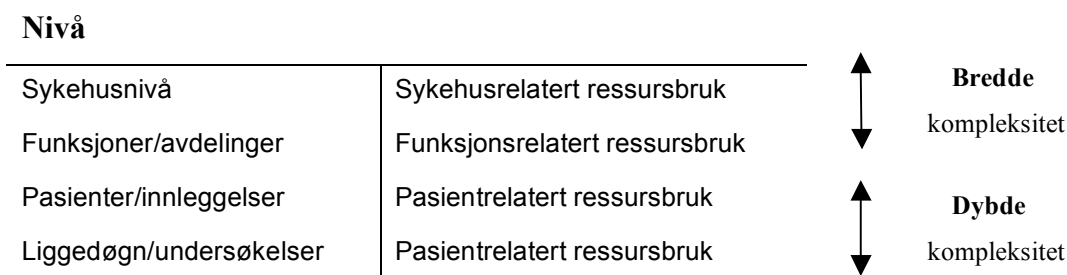 Nivå
Sykehusnivå Sykehusrelatert ressursbruk
Funksjoner/avdelinger Funksjonsrelatert ressursbruk
Pasienter/innleggelser Pasientrelatert ressursbruk
Liggedøgn/undersøkelser Pasientrelatert ressursbruk
Bredde
kompleksitet
Dybde
kompleksitet